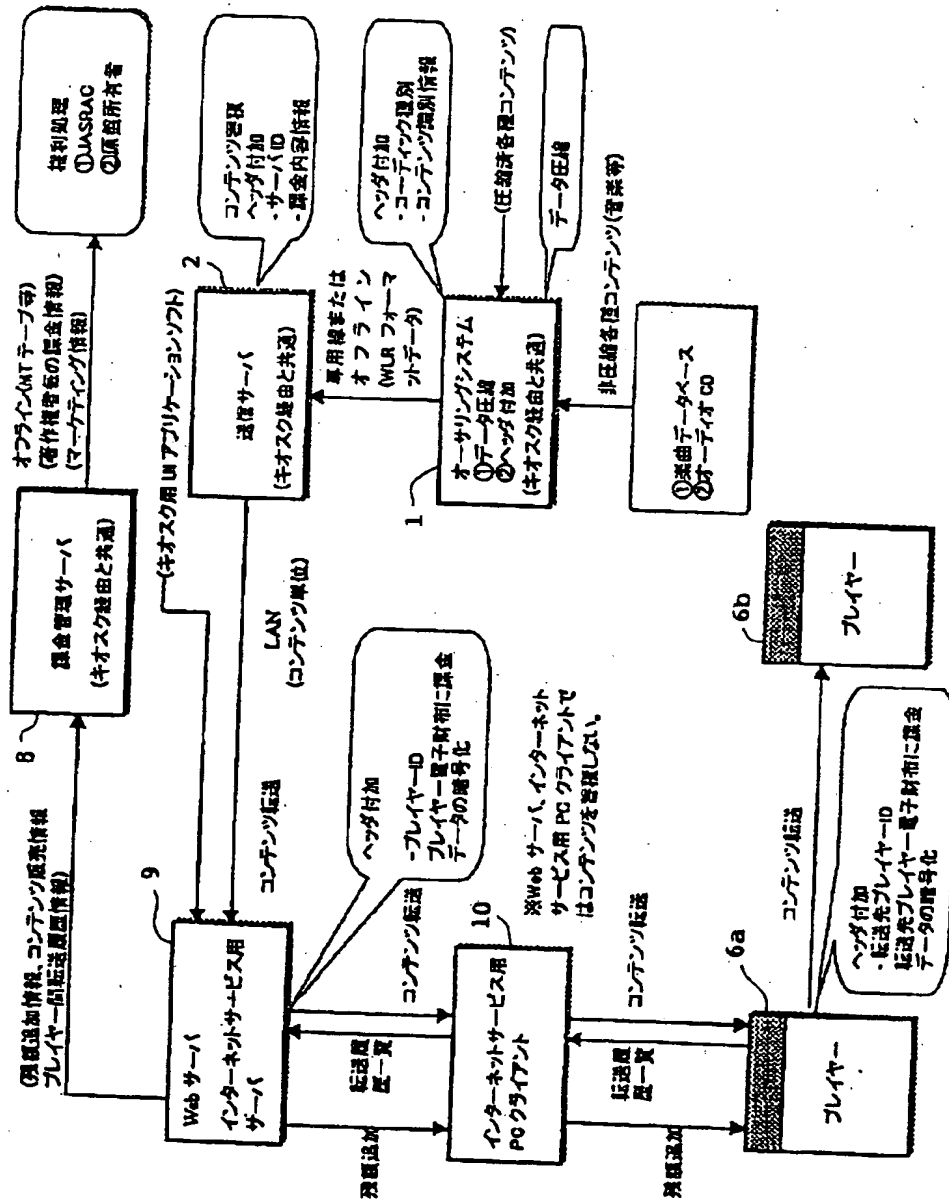 (残額追加情報、コンテンツ販売情報
プレイヤー間転送履歴情報)
8
課金管理サーバ
(キオスク経由と共通)
オフライン(MTテープ等)
(著作権者転の課金情報)
(マーケティング情報)
権利処理
①JASRAC
②原盤所有者
9
Web サーバ
インターネットサービス用
サーバ
コンテンツ転送
LAN
(コンテンツ単位)
(キオスク用 UI アプリケーションソフト)
2
送信サーバ
(キオスク経由と共通)
コンテンツ蓄積
ヘッダ付加
・サーバID
・課金内容情報
専用線または
オフライン
(WLR フォーマ
ットデータ)
ヘッダ付加
・コーディック種別
・コンテンツ識別情報
1
オーサリングシステム
①データ圧縮
②ヘッダ付加
(キオスク経由と共通)
(圧縮済各種コンテンツ)
データ圧縮
非圧縮各種コンテンツ(音楽等)
①楽曲データベース
②オーディオ CD
ヘッダ付加
・プレイヤーID
プレイヤー電子財布に課金
データの暗号化
残額追加
転送履
歴一覧
コンテンツ転送
10
インターネットサービス用
PC クライアント
※Web サーバ、インターネット
サービス用 PC クライアントで
はコンテンツを蓄積しない。
残額追加
転送履
歴一覧
コンテンツ転送
6a
プレイヤー
コンテンツ転送
6b
プレイヤー
ヘッダ付加
・転送先プレイヤーID
転送先プレイヤー電子財布に課金
データの暗号化